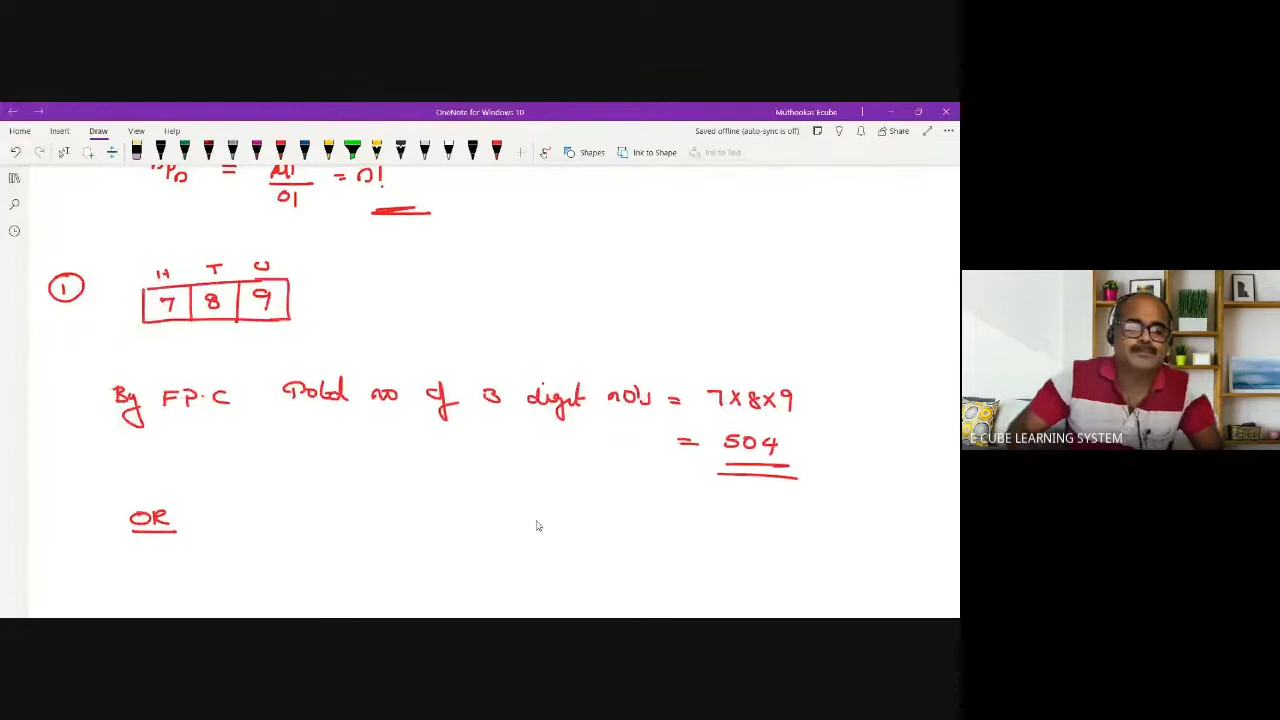 OneNote for Windows 10
Muthookas Ecube
Home Insert Draw View Help
Saved offline (auto-sync is off)
Share
Shapes
Ink to Shape
Ink to Text
nPn = n! = n!
0!
① H T U
7 8 9
By F.P.C Total no of 3 digit no's = 7×8×9
= 504
OR
E CUBE LEARNING SYSTEM